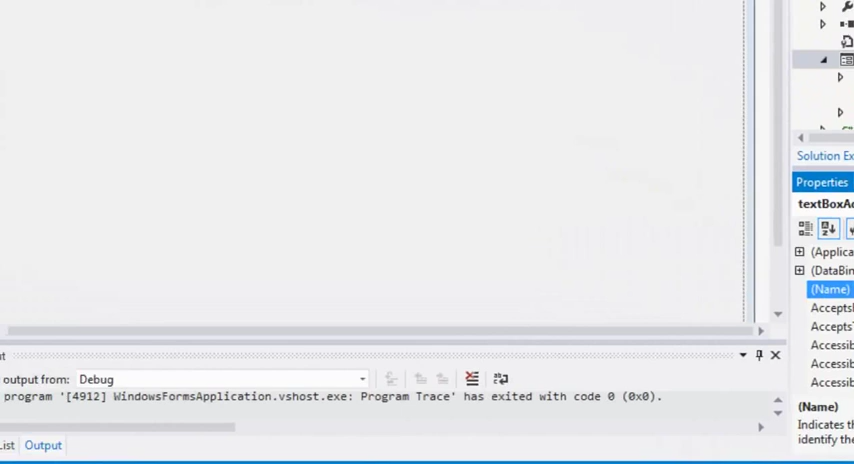 Solution Ex
Properties
textBoxAc
(Applica
(DataBin
(Name)
Accepts
Accepts
Accessib
Accessib
Accessib
(Name)
Indicates th
identify the
output from: Debug
program '[4912] WindowsFormsApplication.vshost.exe: Program Trace' has exited with code 0 (0x0).
List Output